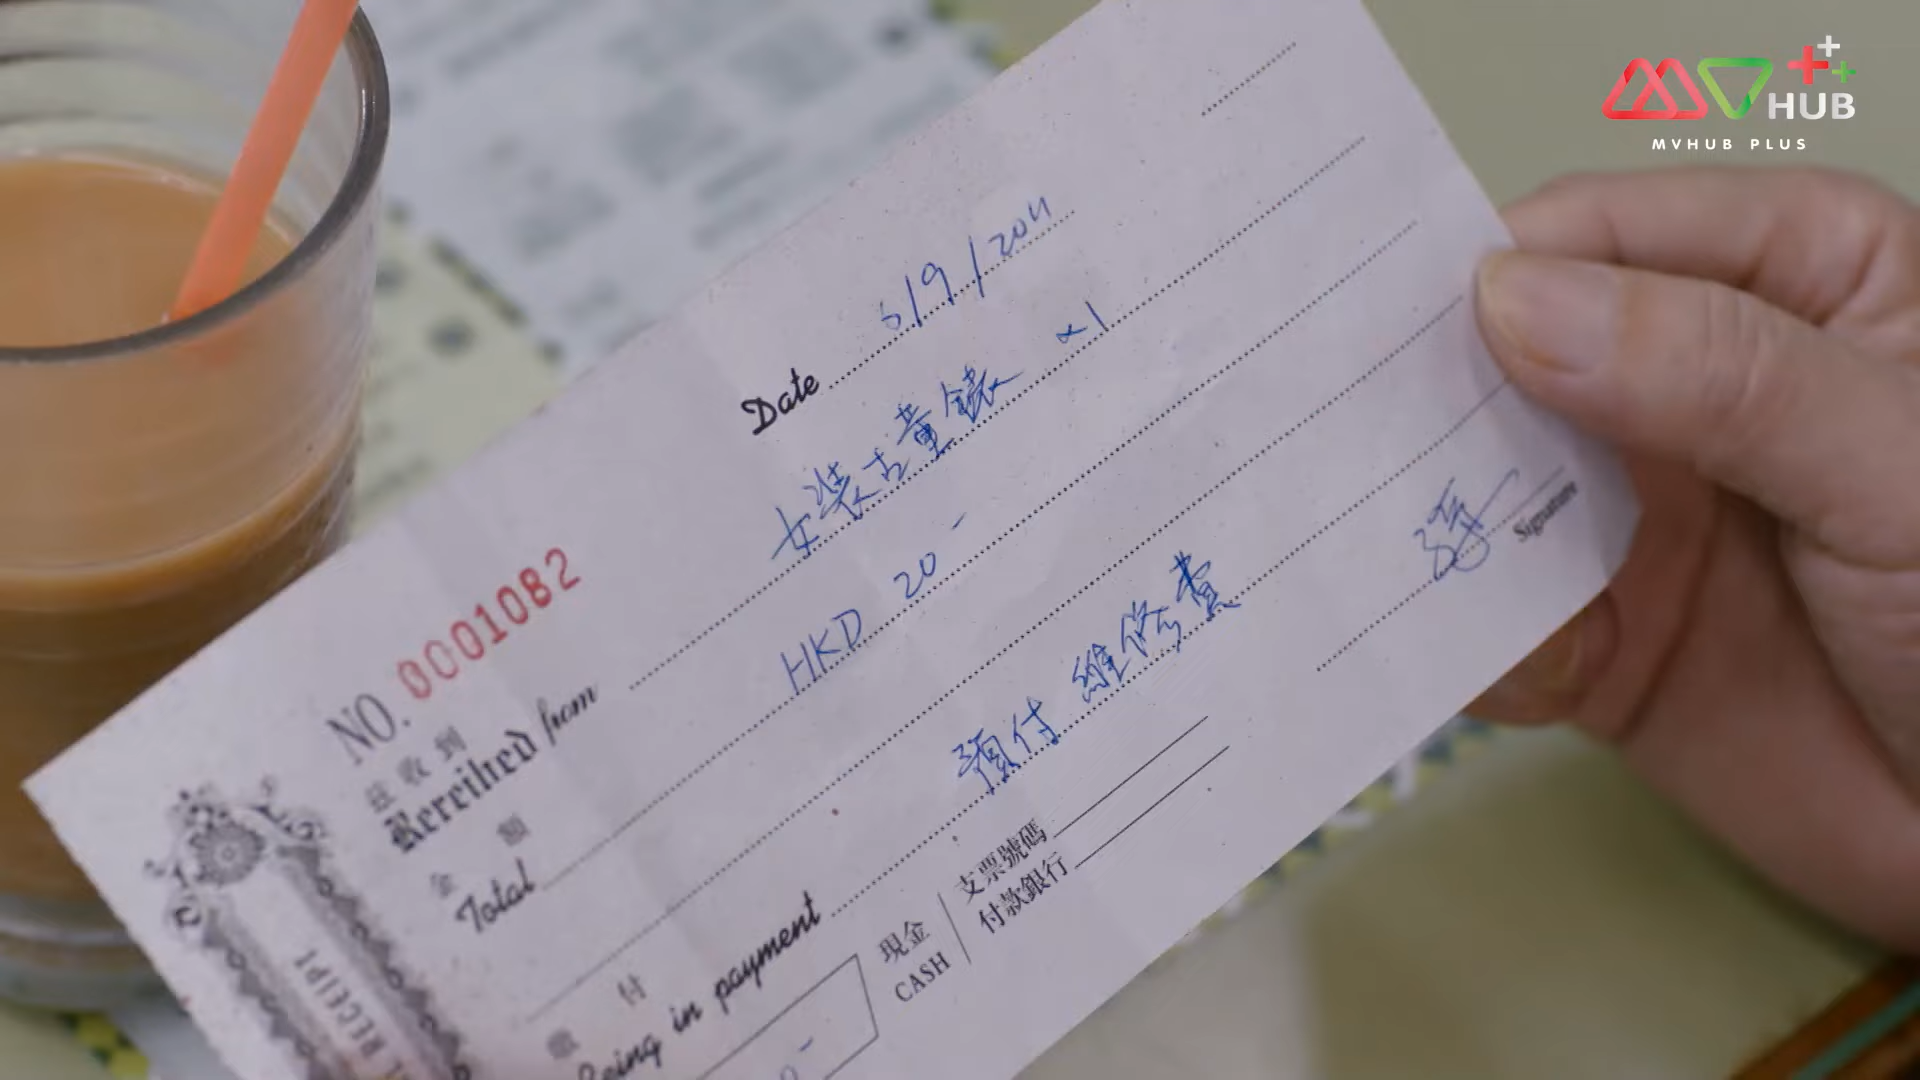 HUB
MVHUB PLUS
Date 6/9/2011
NO. 0001082
茲收到
Received from 女裝古董錶 x1
金額
Total HKD 20 -
付
Being in payment 預付 維修費
Signature
現金
CASH
支票號碼
付款銀行
RECEIPT